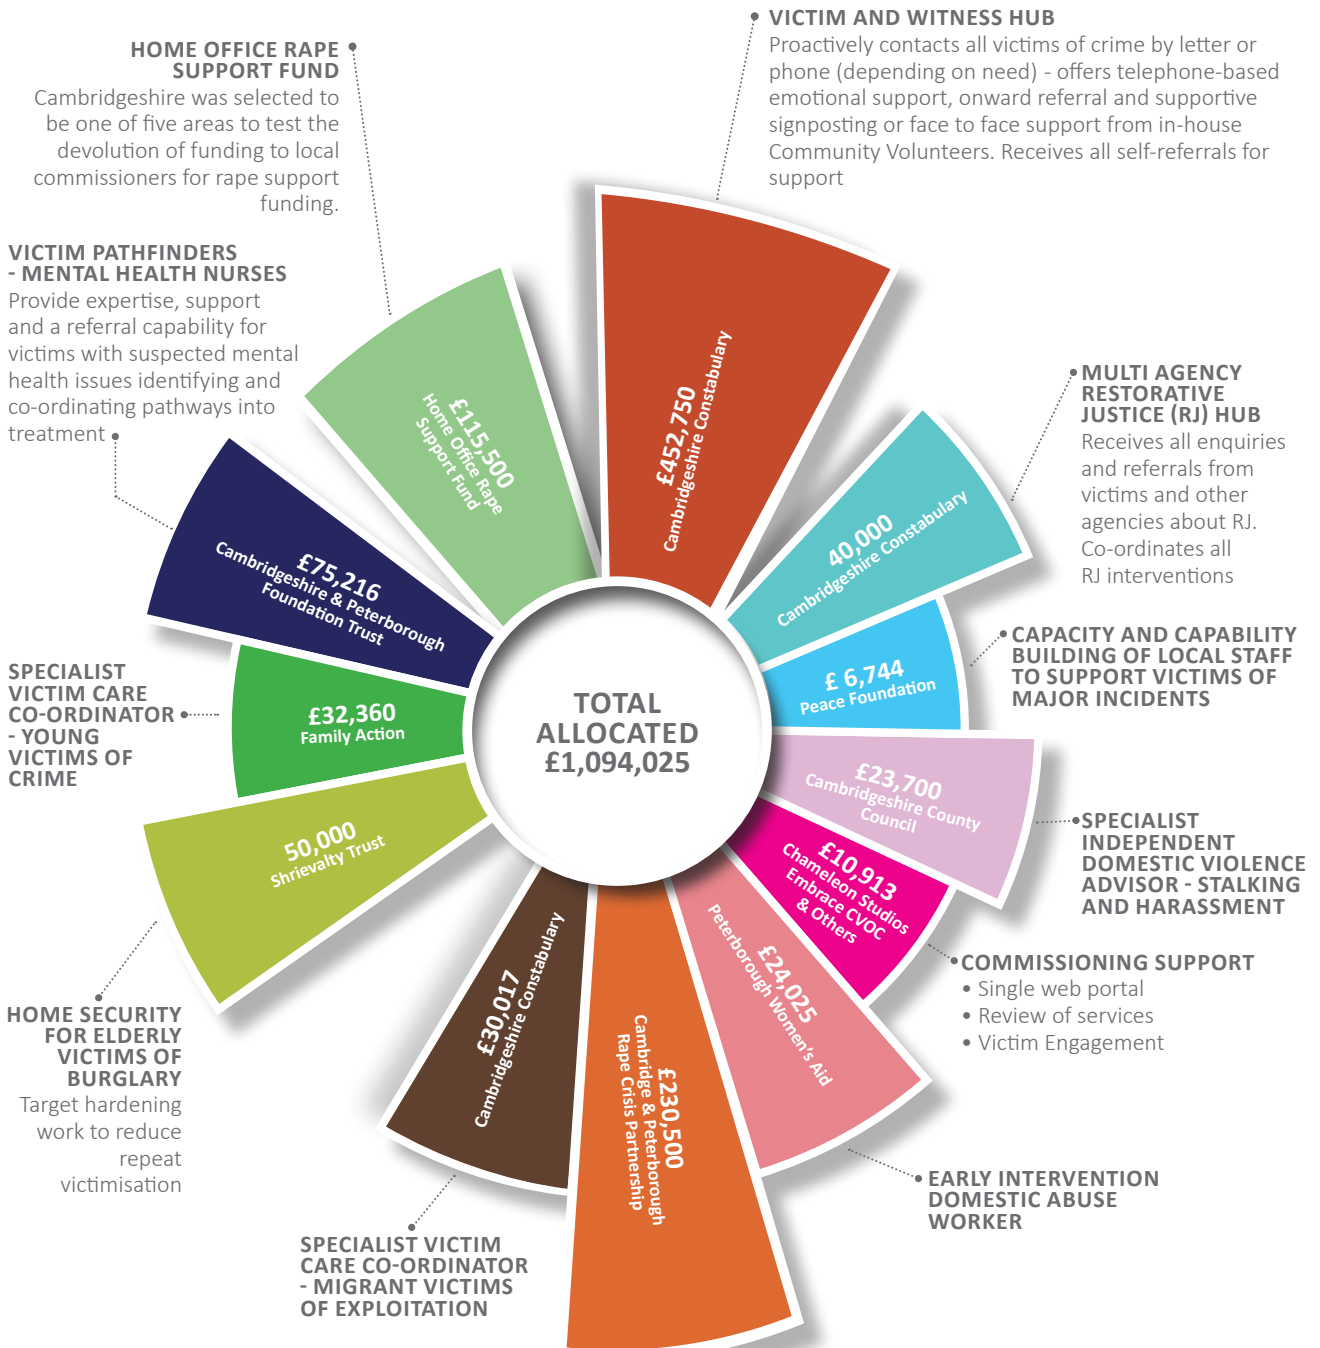 HOME OFFICE RAPE
SUPPORT FUND
Cambridgeshire was selected to
be one of five areas to test the
devolution of funding to local
commissioners for rape support
funding.
VICTIM AND WITNESS HUB
Proactively contacts all victims of crime by letter or
phone (depending on need) - offers telephone-based
emotional support, onward referral and supportive
signposting or face to face support from in-house
Community Volunteers. Receives all self-referrals for
support
VICTIM PATHFINDERS
- MENTAL HEALTH NURSES
Provide expertise, support
and a referral capability for
victims with suspected mental
health issues identifying and
co-ordinating pathways into
treatment
MULTI AGENCY
RESTORATIVE
JUSTICE (RJ) HUB
Receives all enquiries
and referrals from
victims and other
agencies about RJ.
Co-ordinates all
RJ interventions
£115,500
Home Office Rape
Support Fund
£452,750
Cambridgeshire Constabulary
40,000
Cambridgeshire Constabulary
£75,216
Cambridgeshire & Peterborough
Foundation Trust
£ 6,744
Peace Foundation
CAPACITY AND CAPABILITY
BUILDING OF LOCAL STAFF
TO SUPPORT VICTIMS OF
MAJOR INCIDENTS
SPECIALIST
VICTIM CARE
CO-ORDINATOR
- YOUNG
VICTIMS OF
CRIME
£32,360
Family Action
TOTAL
ALLOCATED
£1,094,025
£23,700
Cambridgeshire County
Council
SPECIALIST
INDEPENDENT
DOMESTIC VIOLENCE
ADVISOR - STALKING
AND HARASSMENT
50,000
Shrievalty Trust
£10,913
Chameleon Studios
Embrace CVOC
& Others
COMMISSIONING SUPPORT
• Single web portal
• Review of services
• Victim Engagement
£30,017
Cambridgeshire Constabulary
£230,500
Cambridge & Peterborough
Rape Crisis Partnership
£24,025
Peterborough Women's Aid
HOME SECURITY
FOR ELDERLY
VICTIMS OF
BURGLARY
Target hardening
work to reduce
repeat
victimisation
EARLY INTERVENTION
DOMESTIC ABUSE
WORKER
SPECIALIST VICTIM
CARE CO-ORDINATOR
- MIGRANT VICTIMS
OF EXPLOITATION